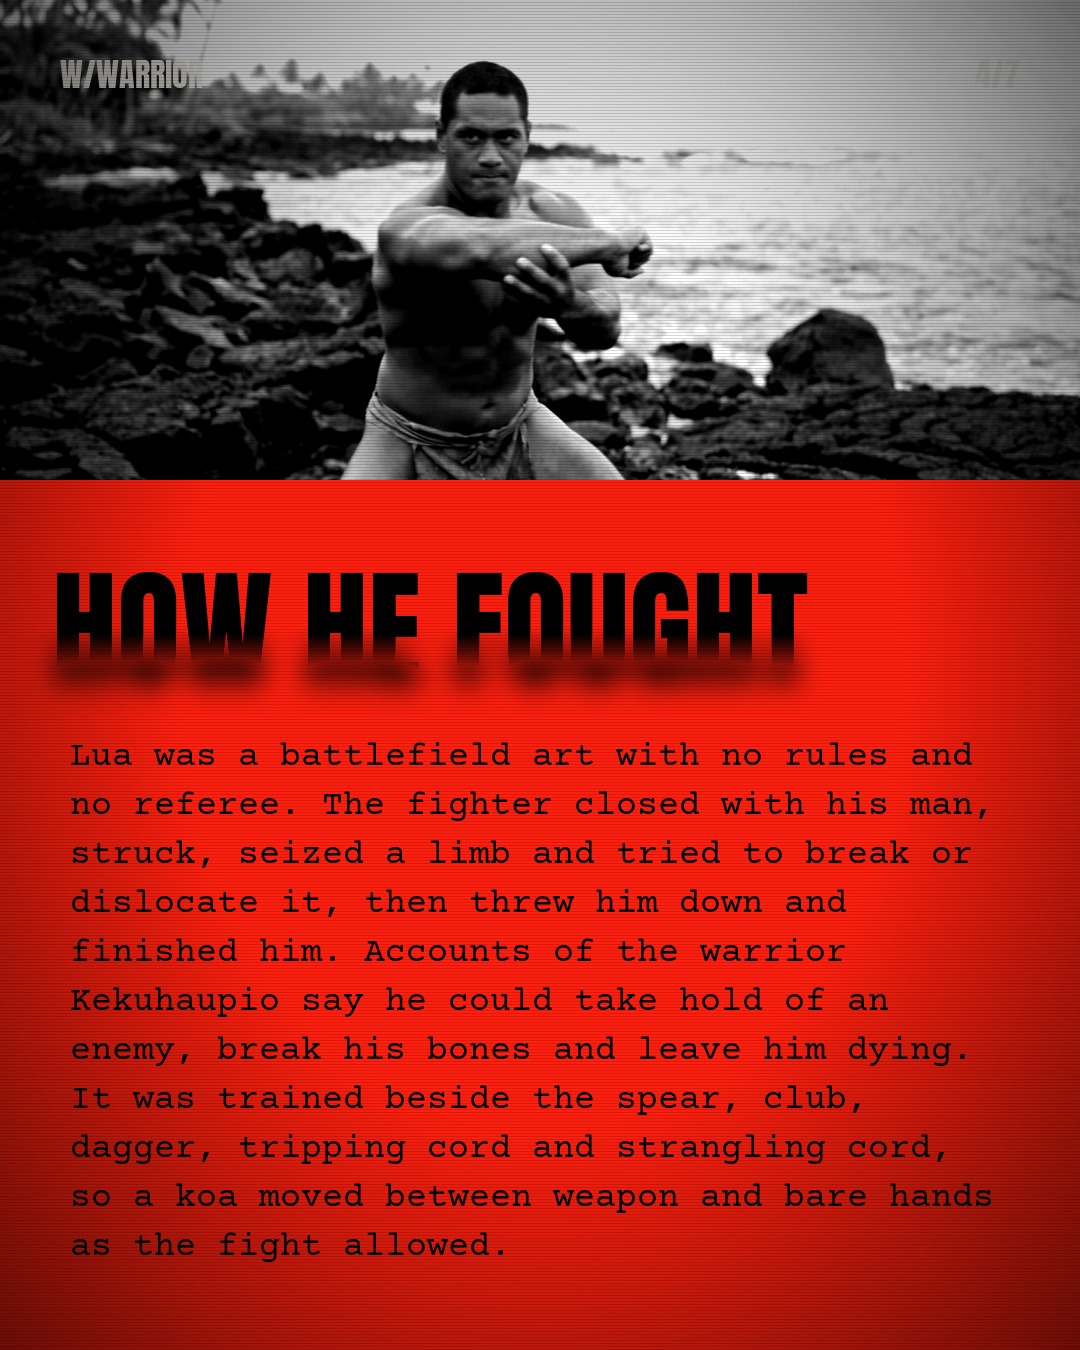 W/WARRIOR
4/7
HOW HE FOUGHT
Lua was a battlefield art with no rules and
no referee. The fighter closed with his man,
struck, seized a limb and tried to break or
dislocate it, then threw him down and
finished him. Accounts of the warrior
Kekuhaupio say he could take hold of an
enemy, break his bones and leave him dying.
It was trained beside the spear, club,
dagger, tripping cord and strangling cord,
so a koa moved between weapon and bare hands
as the fight allowed.